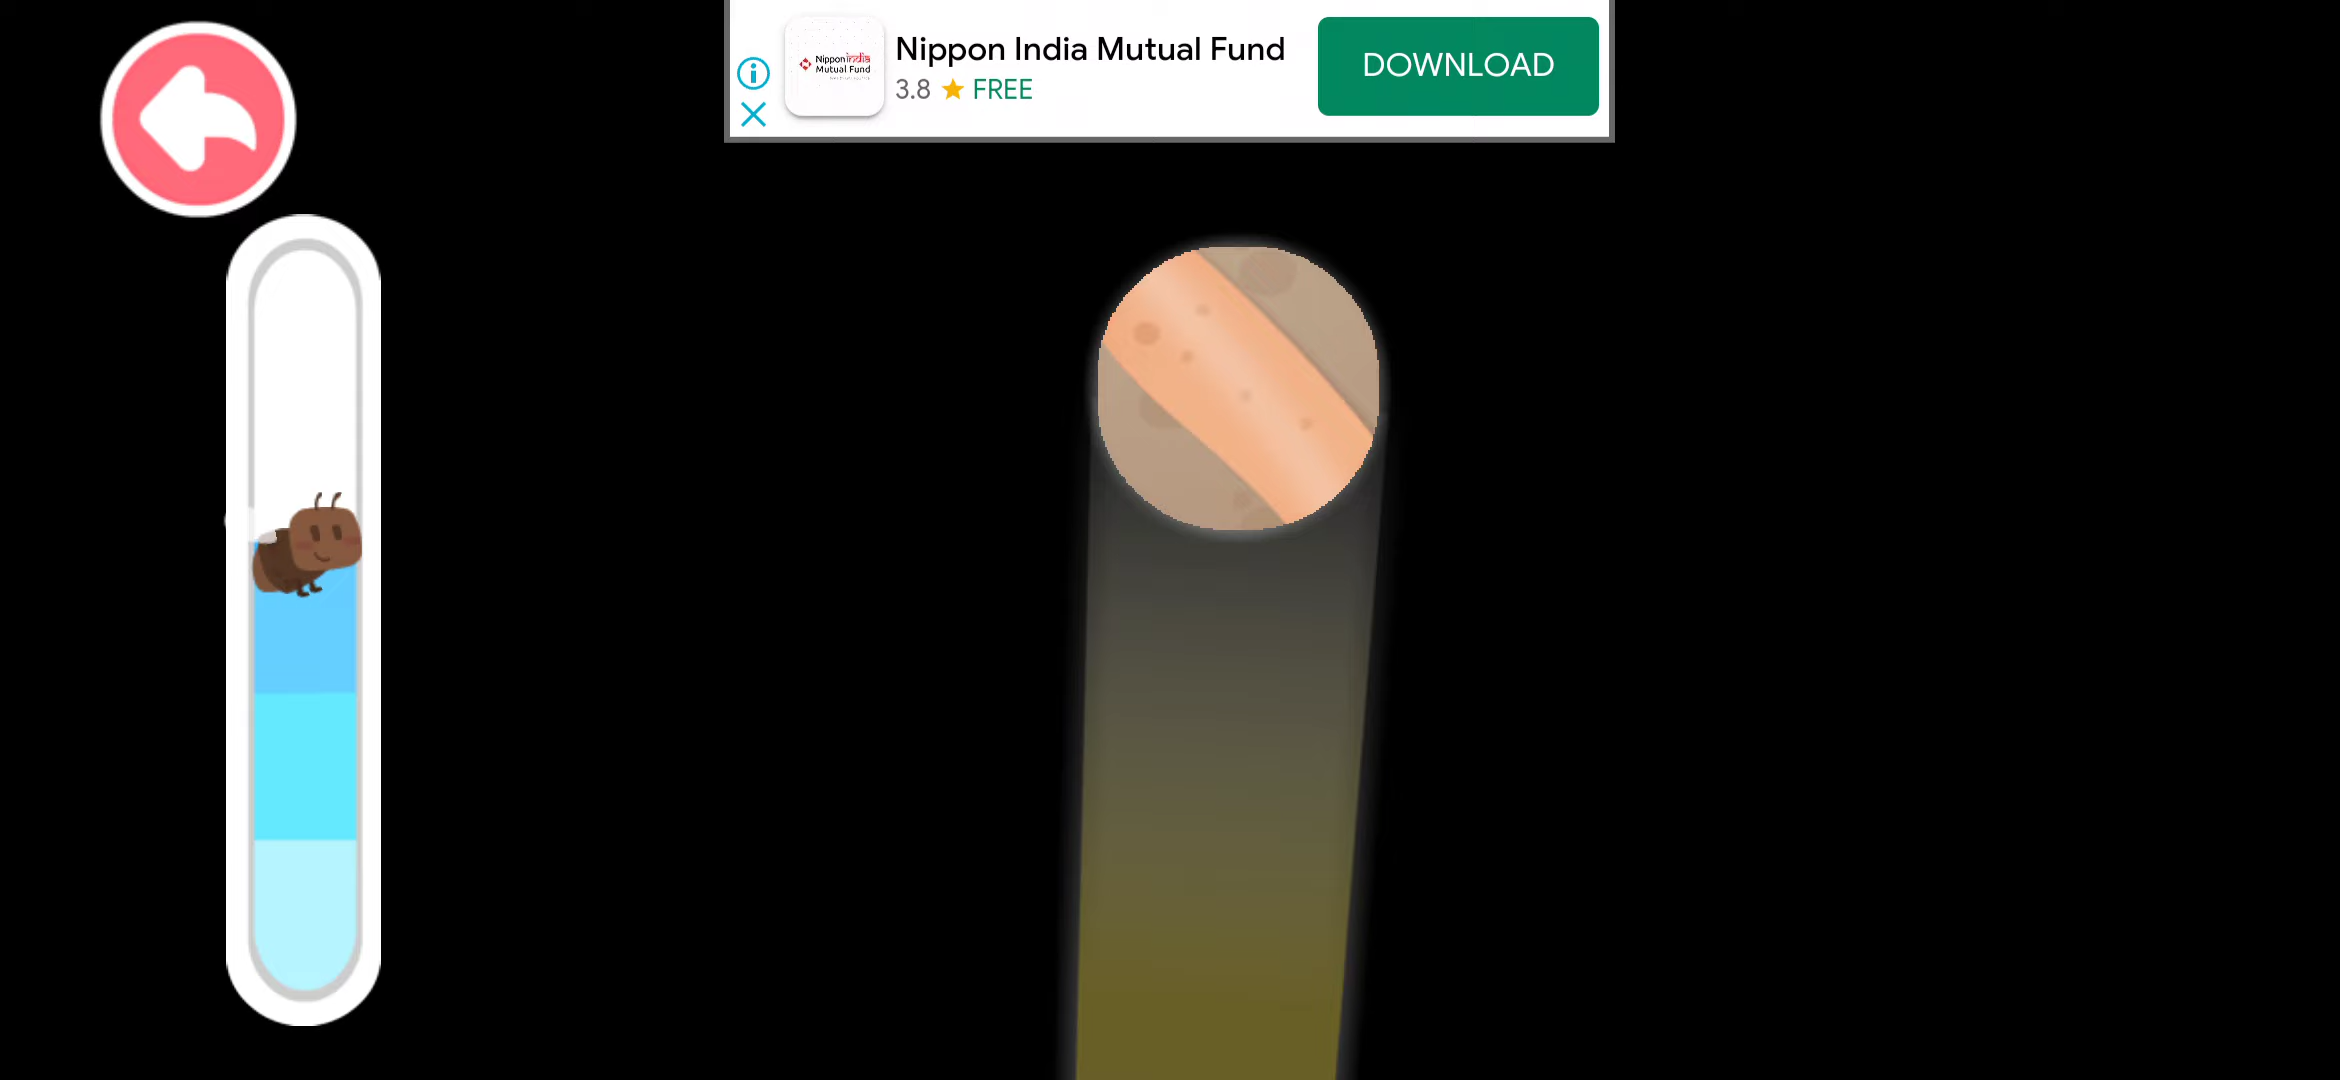 Nippon India Mutual Fund
3.8 ★ FREE
DOWNLOAD
Nippon india
Mutual Fund